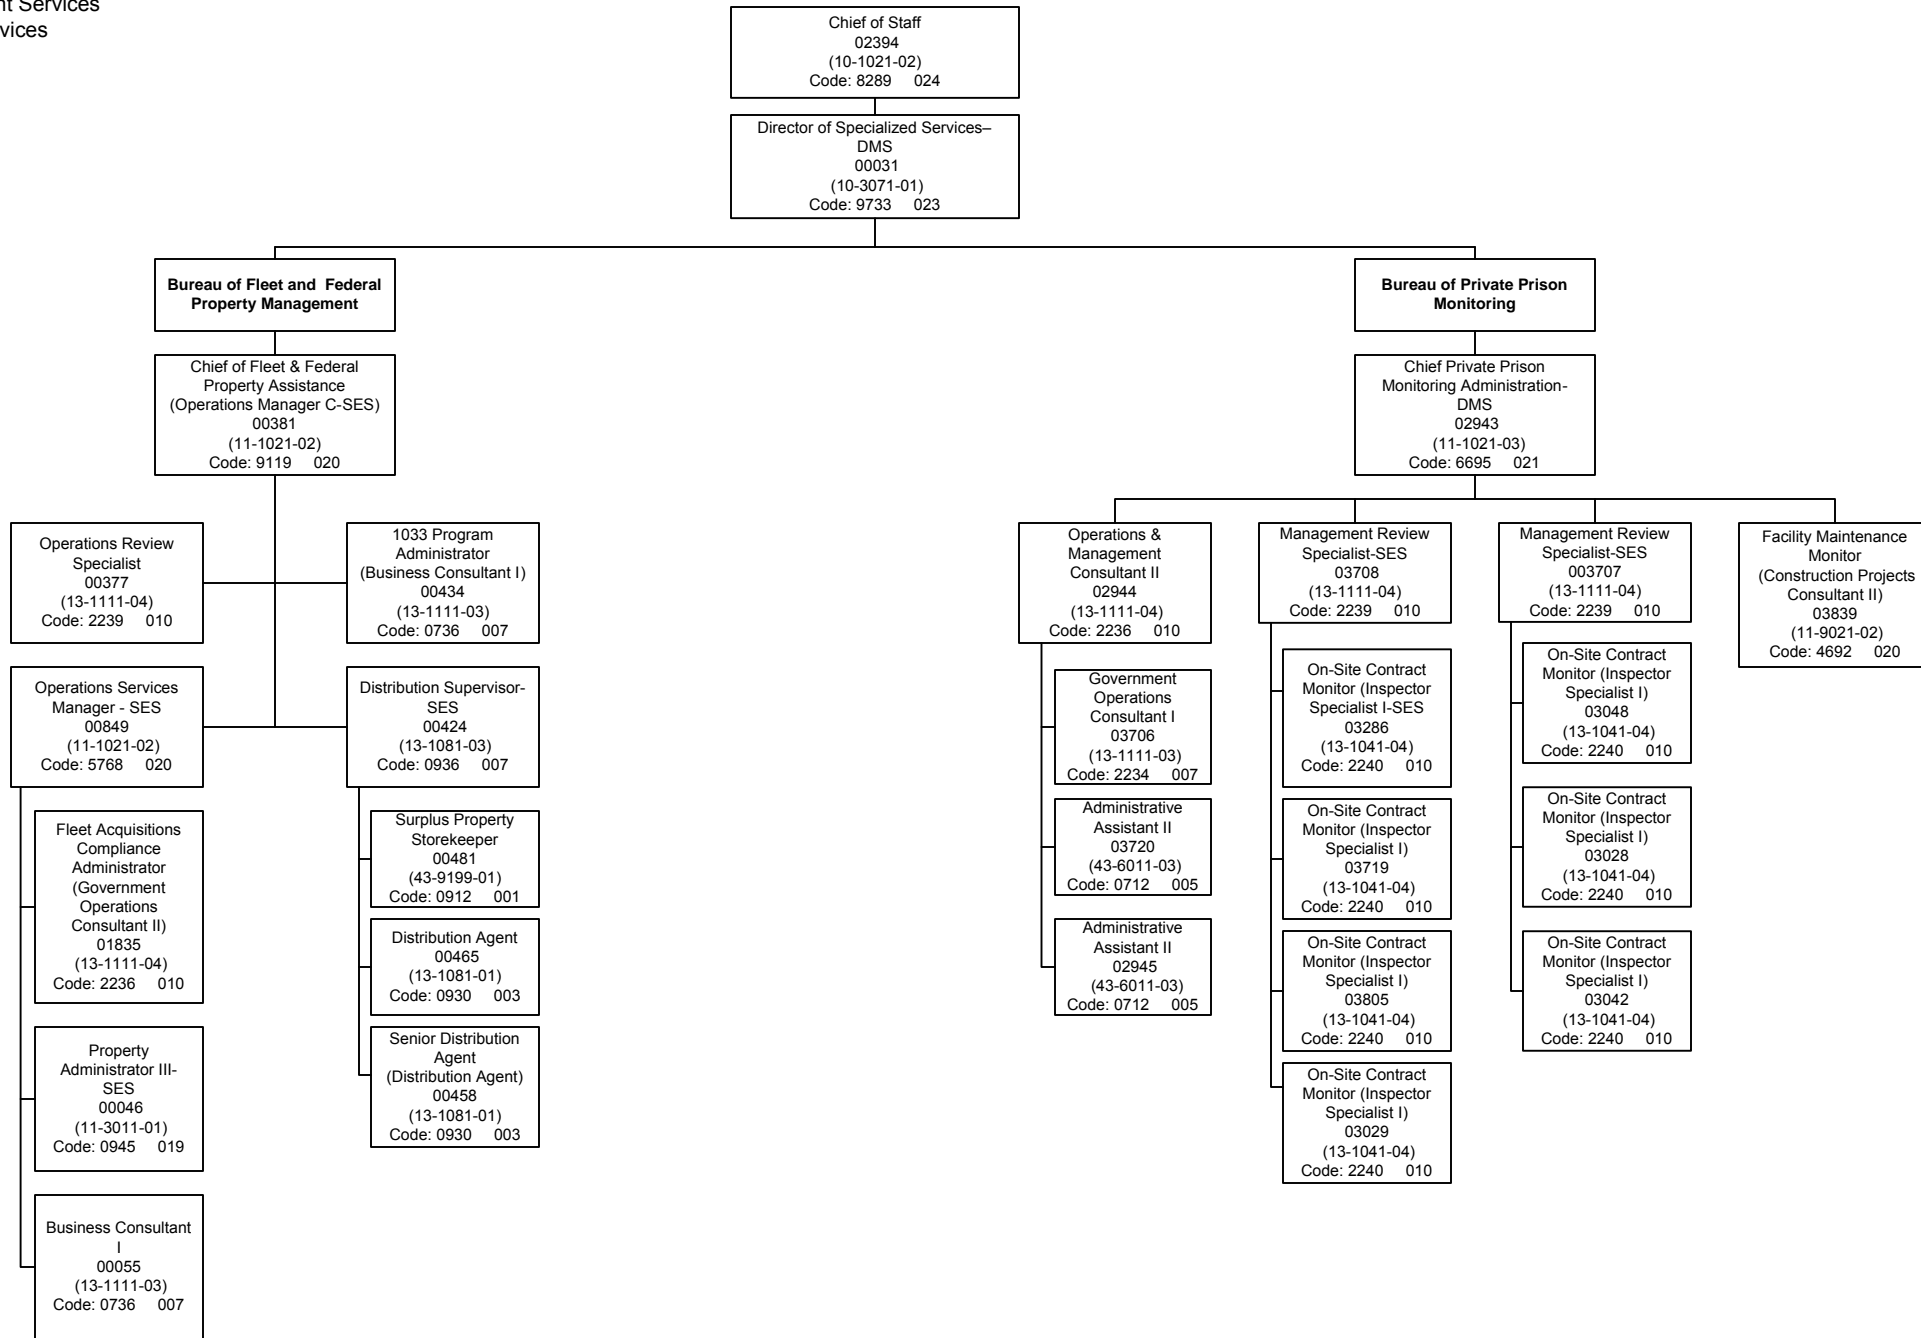 nt Services
vices
Chief of Staff
02394
(10-1021-02)
Code: 8289 024
Director of Specialized Services–
DMS
00031
(10-3071-01)
Code: 9733 023
Bureau of Fleet and Federal
Property Management
Chief of Fleet & Federal
Property Assistance
(Operations Manager C-SES)
00381
(11-1021-02)
Code: 9119 020
Operations Review
Specialist
00377
(13-1111-04)
Code: 2239 010
1033 Program
Administrator
(Business Consultant I)
00434
(13-1111-03)
Code: 0736 007
Operations Services
Manager - SES
00849
(11-1021-02)
Code: 5768 020
Distribution Supervisor-
SES
00424
(13-1081-03)
Code: 0936 007
Fleet Acquisitions
Compliance
Administrator
(Government
Operations
Consultant II)
01835
(13-1111-04)
Code: 2236 010
Property
Administrator III-
SES
00046
(11-3011-01)
Code: 0945 019
Business Consultant
I
00055
(13-1111-03)
Code: 0736 007
Surplus Property
Storekeeper
00481
(43-9199-01)
Code: 0912 001
Distribution Agent
00465
(13-1081-01)
Code: 0930 003
Senior Distribution
Agent
(Distribution Agent)
00458
(13-1081-01)
Code: 0930 003
Bureau of Private Prison
Monitoring
Chief Private Prison
Monitoring Administration-
DMS
02943
(11-1021-03)
Code: 6695 021
Operations &
Management
Consultant II
02944
(13-1111-04)
Code: 2236 010
Government
Operations
Consultant I
03706
(13-1111-03)
Code: 2234 007
Administrative
Assistant II
03720
(43-6011-03)
Code: 0712 005
Administrative
Assistant II
02945
(43-6011-03)
Code: 0712 005
Management Review
Specialist-SES
03708
(13-1111-04)
Code: 2239 010
On-Site Contract
Monitor (Inspector
Specialist I-SES
03286
(13-1041-04)
Code: 2240 010
On-Site Contract
Monitor (Inspector
Specialist I)
03719
(13-1041-04)
Code: 2240 010
On-Site Contract
Monitor (Inspector
Specialist I)
03805
(13-1041-04)
Code: 2240 010
On-Site Contract
Monitor (Inspector
Specialist I)
03029
(13-1041-04)
Code: 2240 010
Management Review
Specialist-SES
003707
(13-1111-04)
Code: 2239 010
On-Site Contract
Monitor (Inspector
Specialist I)
03048
(13-1041-04)
Code: 2240 010
On-Site Contract
Monitor (Inspector
Specialist I)
03028
(13-1041-04)
Code: 2240 010
On-Site Contract
Monitor (Inspector
Specialist I)
03042
(13-1041-04)
Code: 2240 010
Facility Maintenance
Monitor
(Construction Projects
Consultant II)
03839
(11-9021-02)
Code: 4692 020